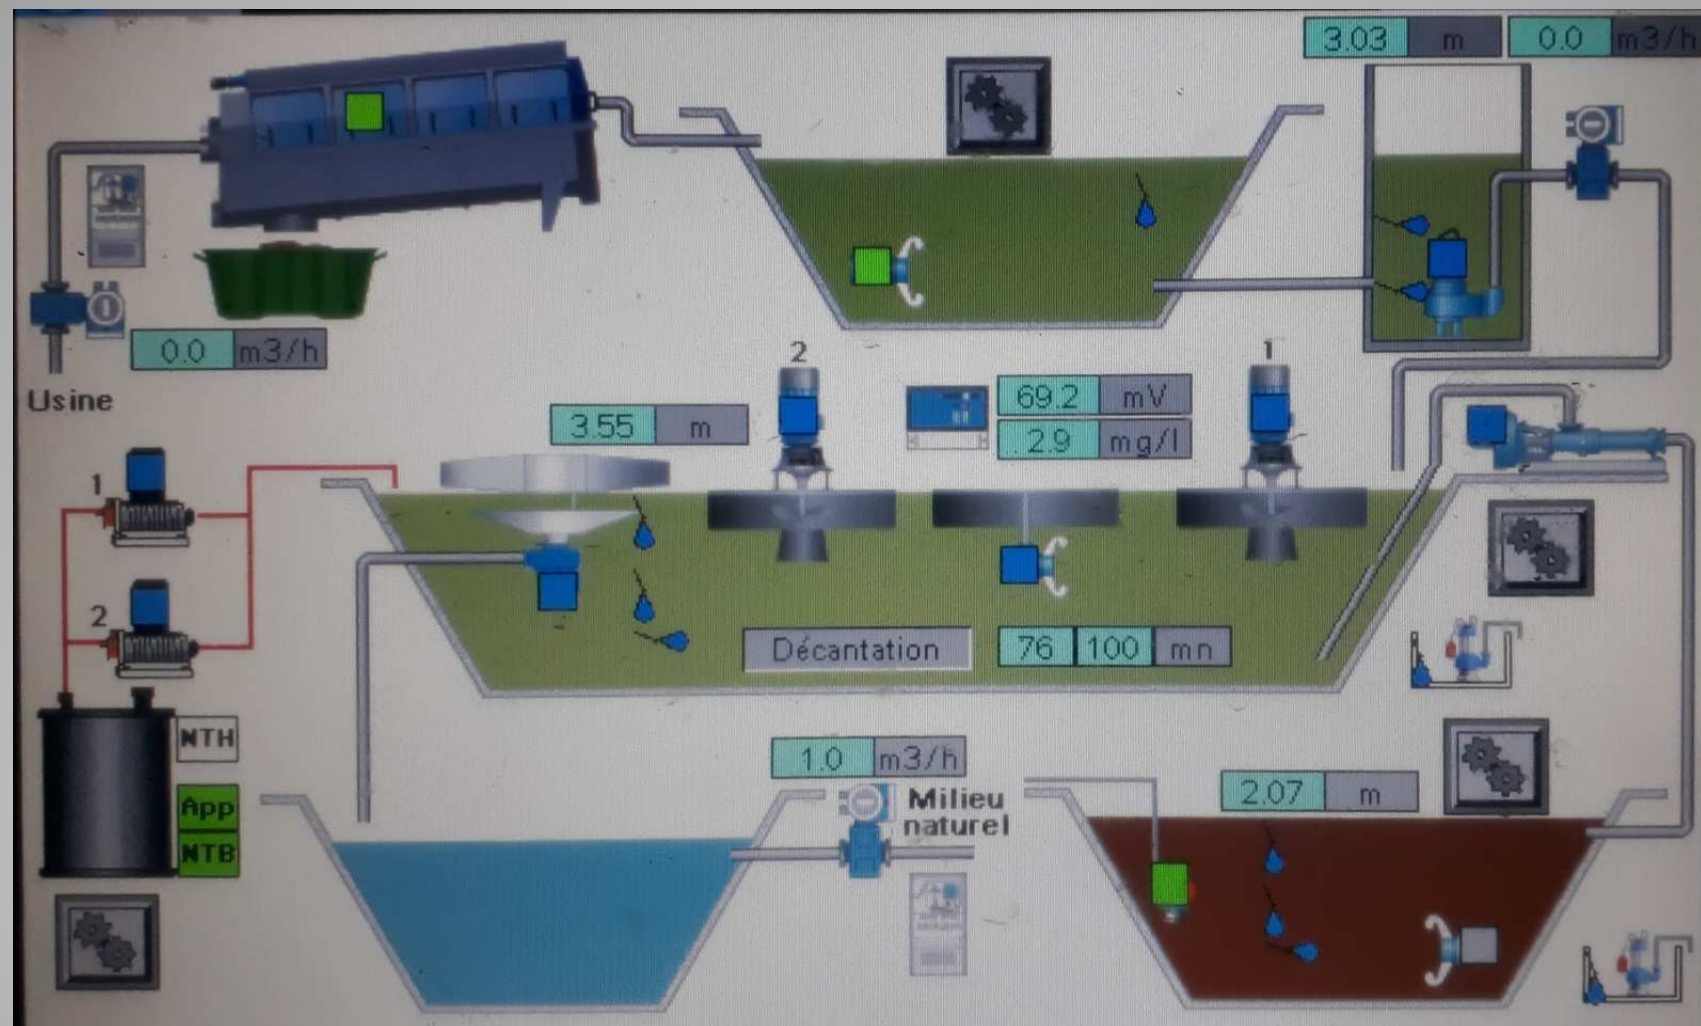 3.03 m 0.0 m3/h
0.0 m3/h
Usine
2
1
3.55 m
69.2 mV
2.9 mg/l
1
2
Décantation 76 100 mn
NTH
App
NTB
1.0 m3/h
Milieu
naturel
2.07 m